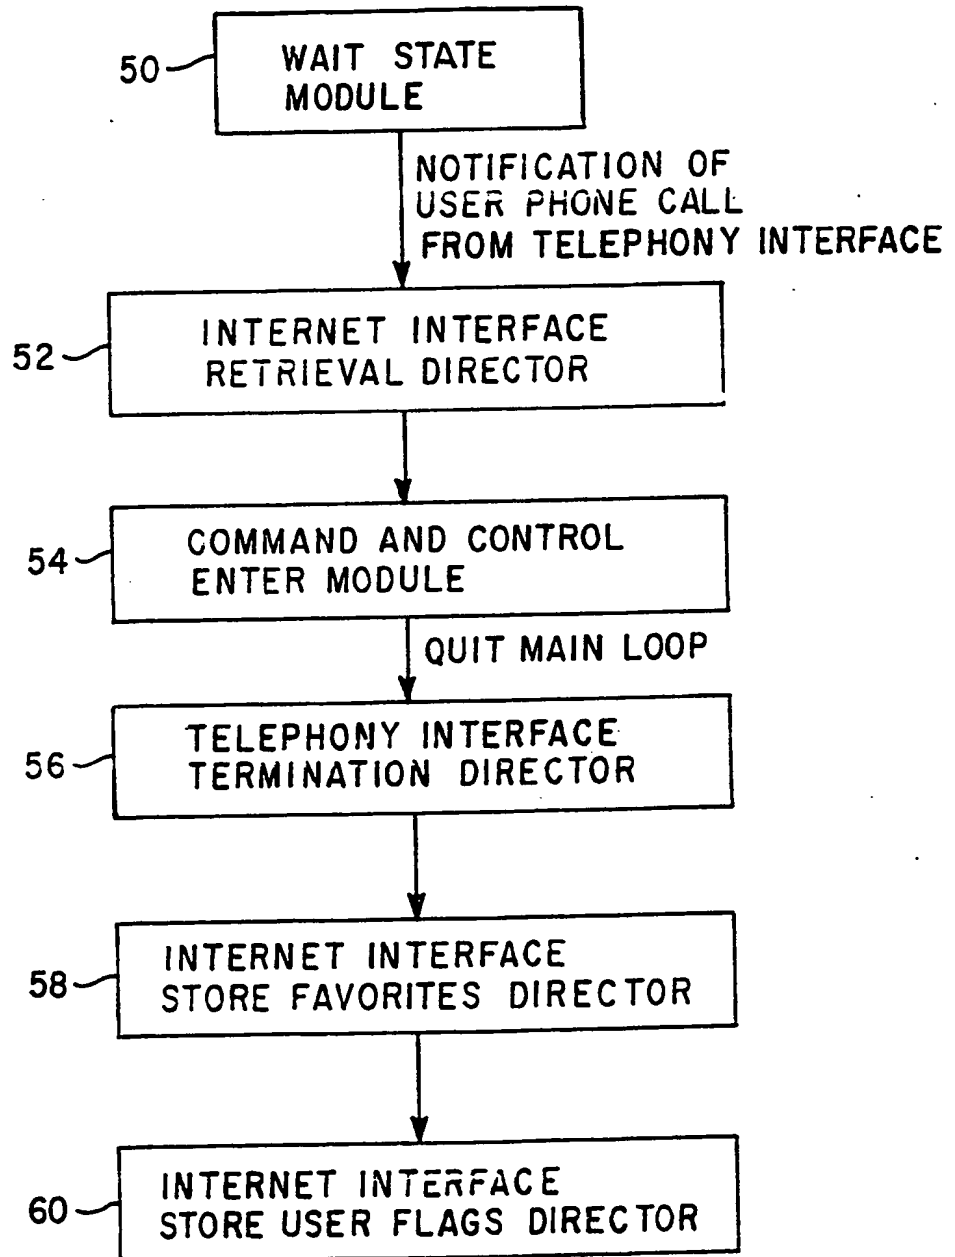 50
WAIT STATE
MODULE
NOTIFICATION OF
USER PHONE CALL
FROM TELEPHONY INTERFACE
52
INTERNET INTERFACE
RETRIEVAL DIRECTOR
54
COMMAND AND CONTROL
ENTER MODULE
QUIT MAIN LOOP
56
TELEPHONY INTERFACE
TERMINATION DIRECTOR
58
INTERNET INTERFACE
STORE FAVORITES DIRECTOR
60
INTERNET INTERFACE
STORE USER FLAGS DIRECTOR